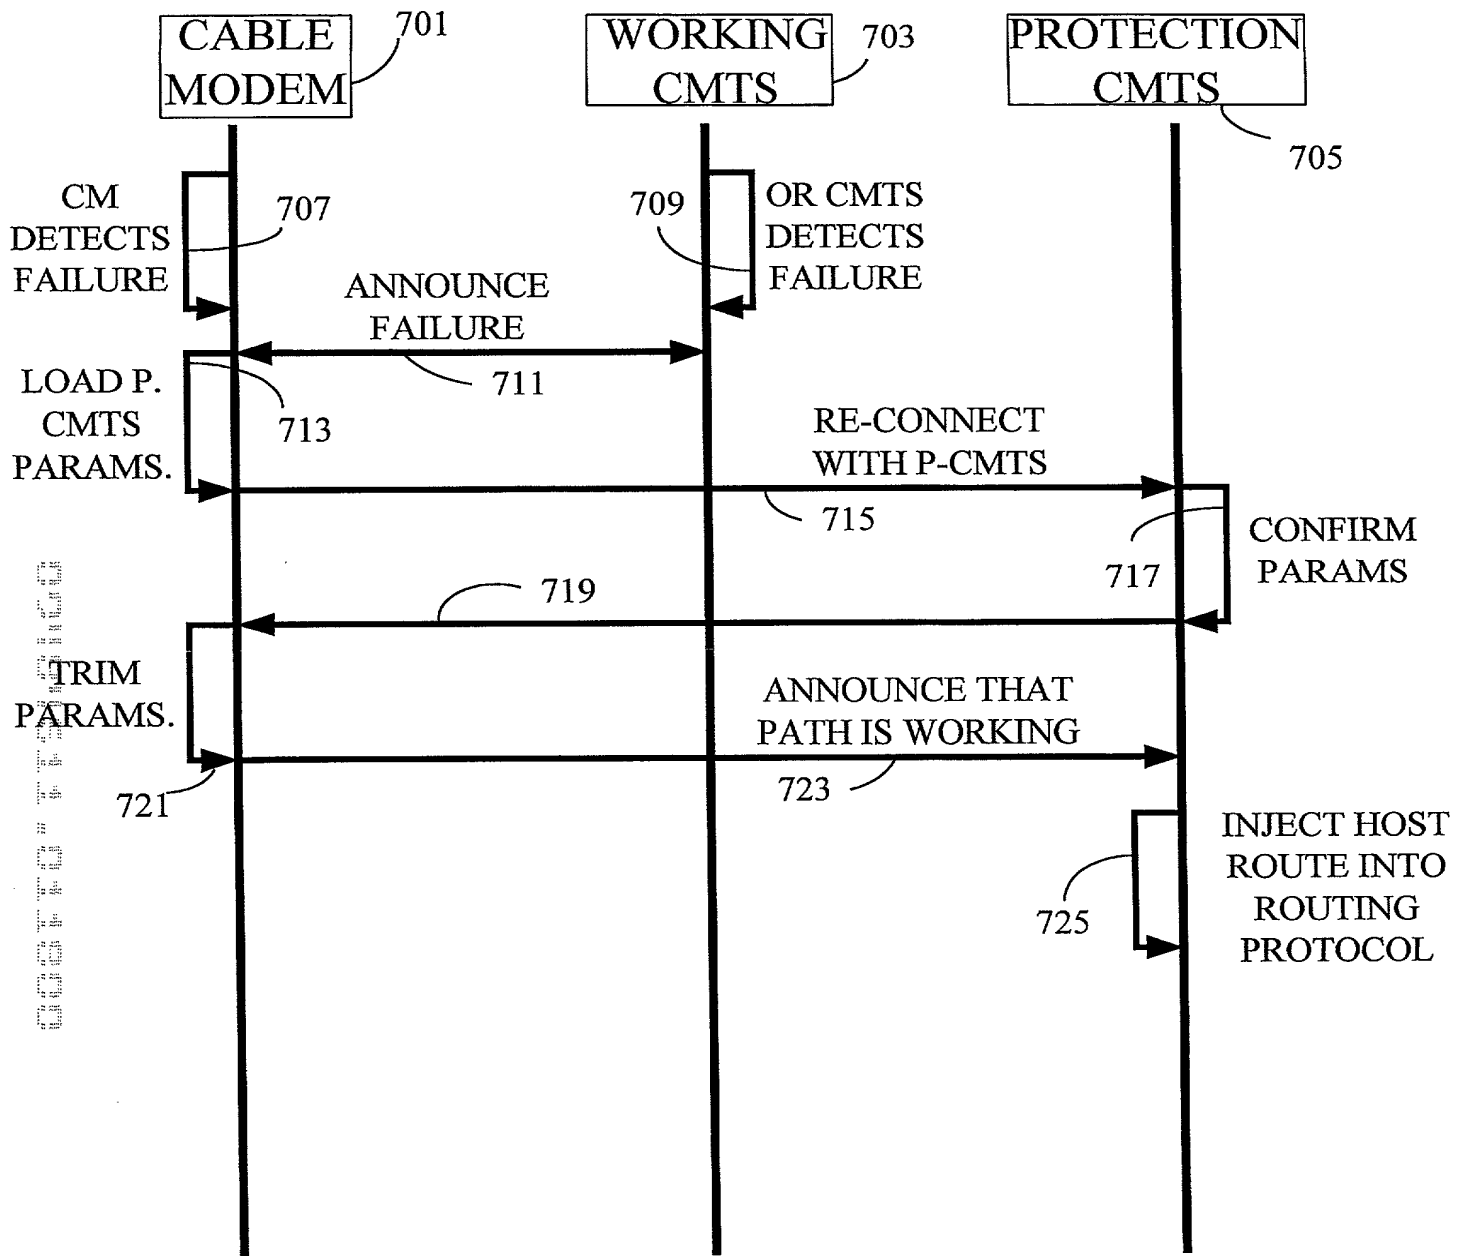 CABLE
MODEM
701
WORKING
CMTS
703
PROTECTION
CMTS
705
CM
DETECTS
FAILURE
707
709
OR CMTS
DETECTS
FAILURE
ANNOUNCE
FAILURE
711
LOAD P.
CMTS
PARAMS.
713
RE-CONNECT
WITH P-CMTS
715
717
CONFIRM
PARAMS
719
TRIM
PARAMS.
721
ANNOUNCE THAT
PATH IS WORKING
723
725
INJECT HOST
ROUTE INTO
ROUTING
PROTOCOL